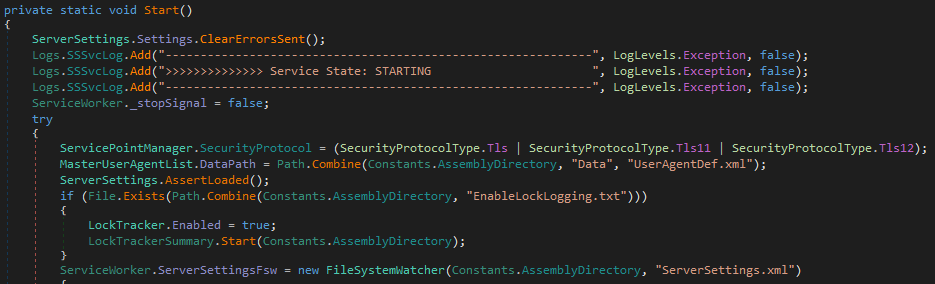 private static void Start()
{
    ServerSettings.Settings.ClearErrorsSent();
    Logs.SSSvcLog.Add("-------------------------------------------------------------", LogLevels.Exception, false);
    Logs.SSSvcLog.Add(">>>>>>>>>>>>>> Service State: STARTING                       ", LogLevels.Exception, false);
    Logs.SSSvcLog.Add("-------------------------------------------------------------", LogLevels.Exception, false);
    ServiceWorker._stopSignal = false;
    try
    {
        ServicePointManager.SecurityProtocol = (SecurityProtocolType.Tls | SecurityProtocolType.Tls11 | SecurityProtocolType.Tls12);
        MasterUserAgentList.DataPath = Path.Combine(Constants.AssemblyDirectory, "Data", "UserAgentDef.xml");
        ServerSettings.AssertLoaded();
        if (File.Exists(Path.Combine(Constants.AssemblyDirectory, "EnableLockLogging.txt")))
        {
            LockTracker.Enabled = true;
            LockTrackerSummary.Start(Constants.AssemblyDirectory);
        }
        ServiceWorker.ServerSettingsFsw = new FileSystemWatcher(Constants.AssemblyDirectory, "ServerSettings.xml")
        {